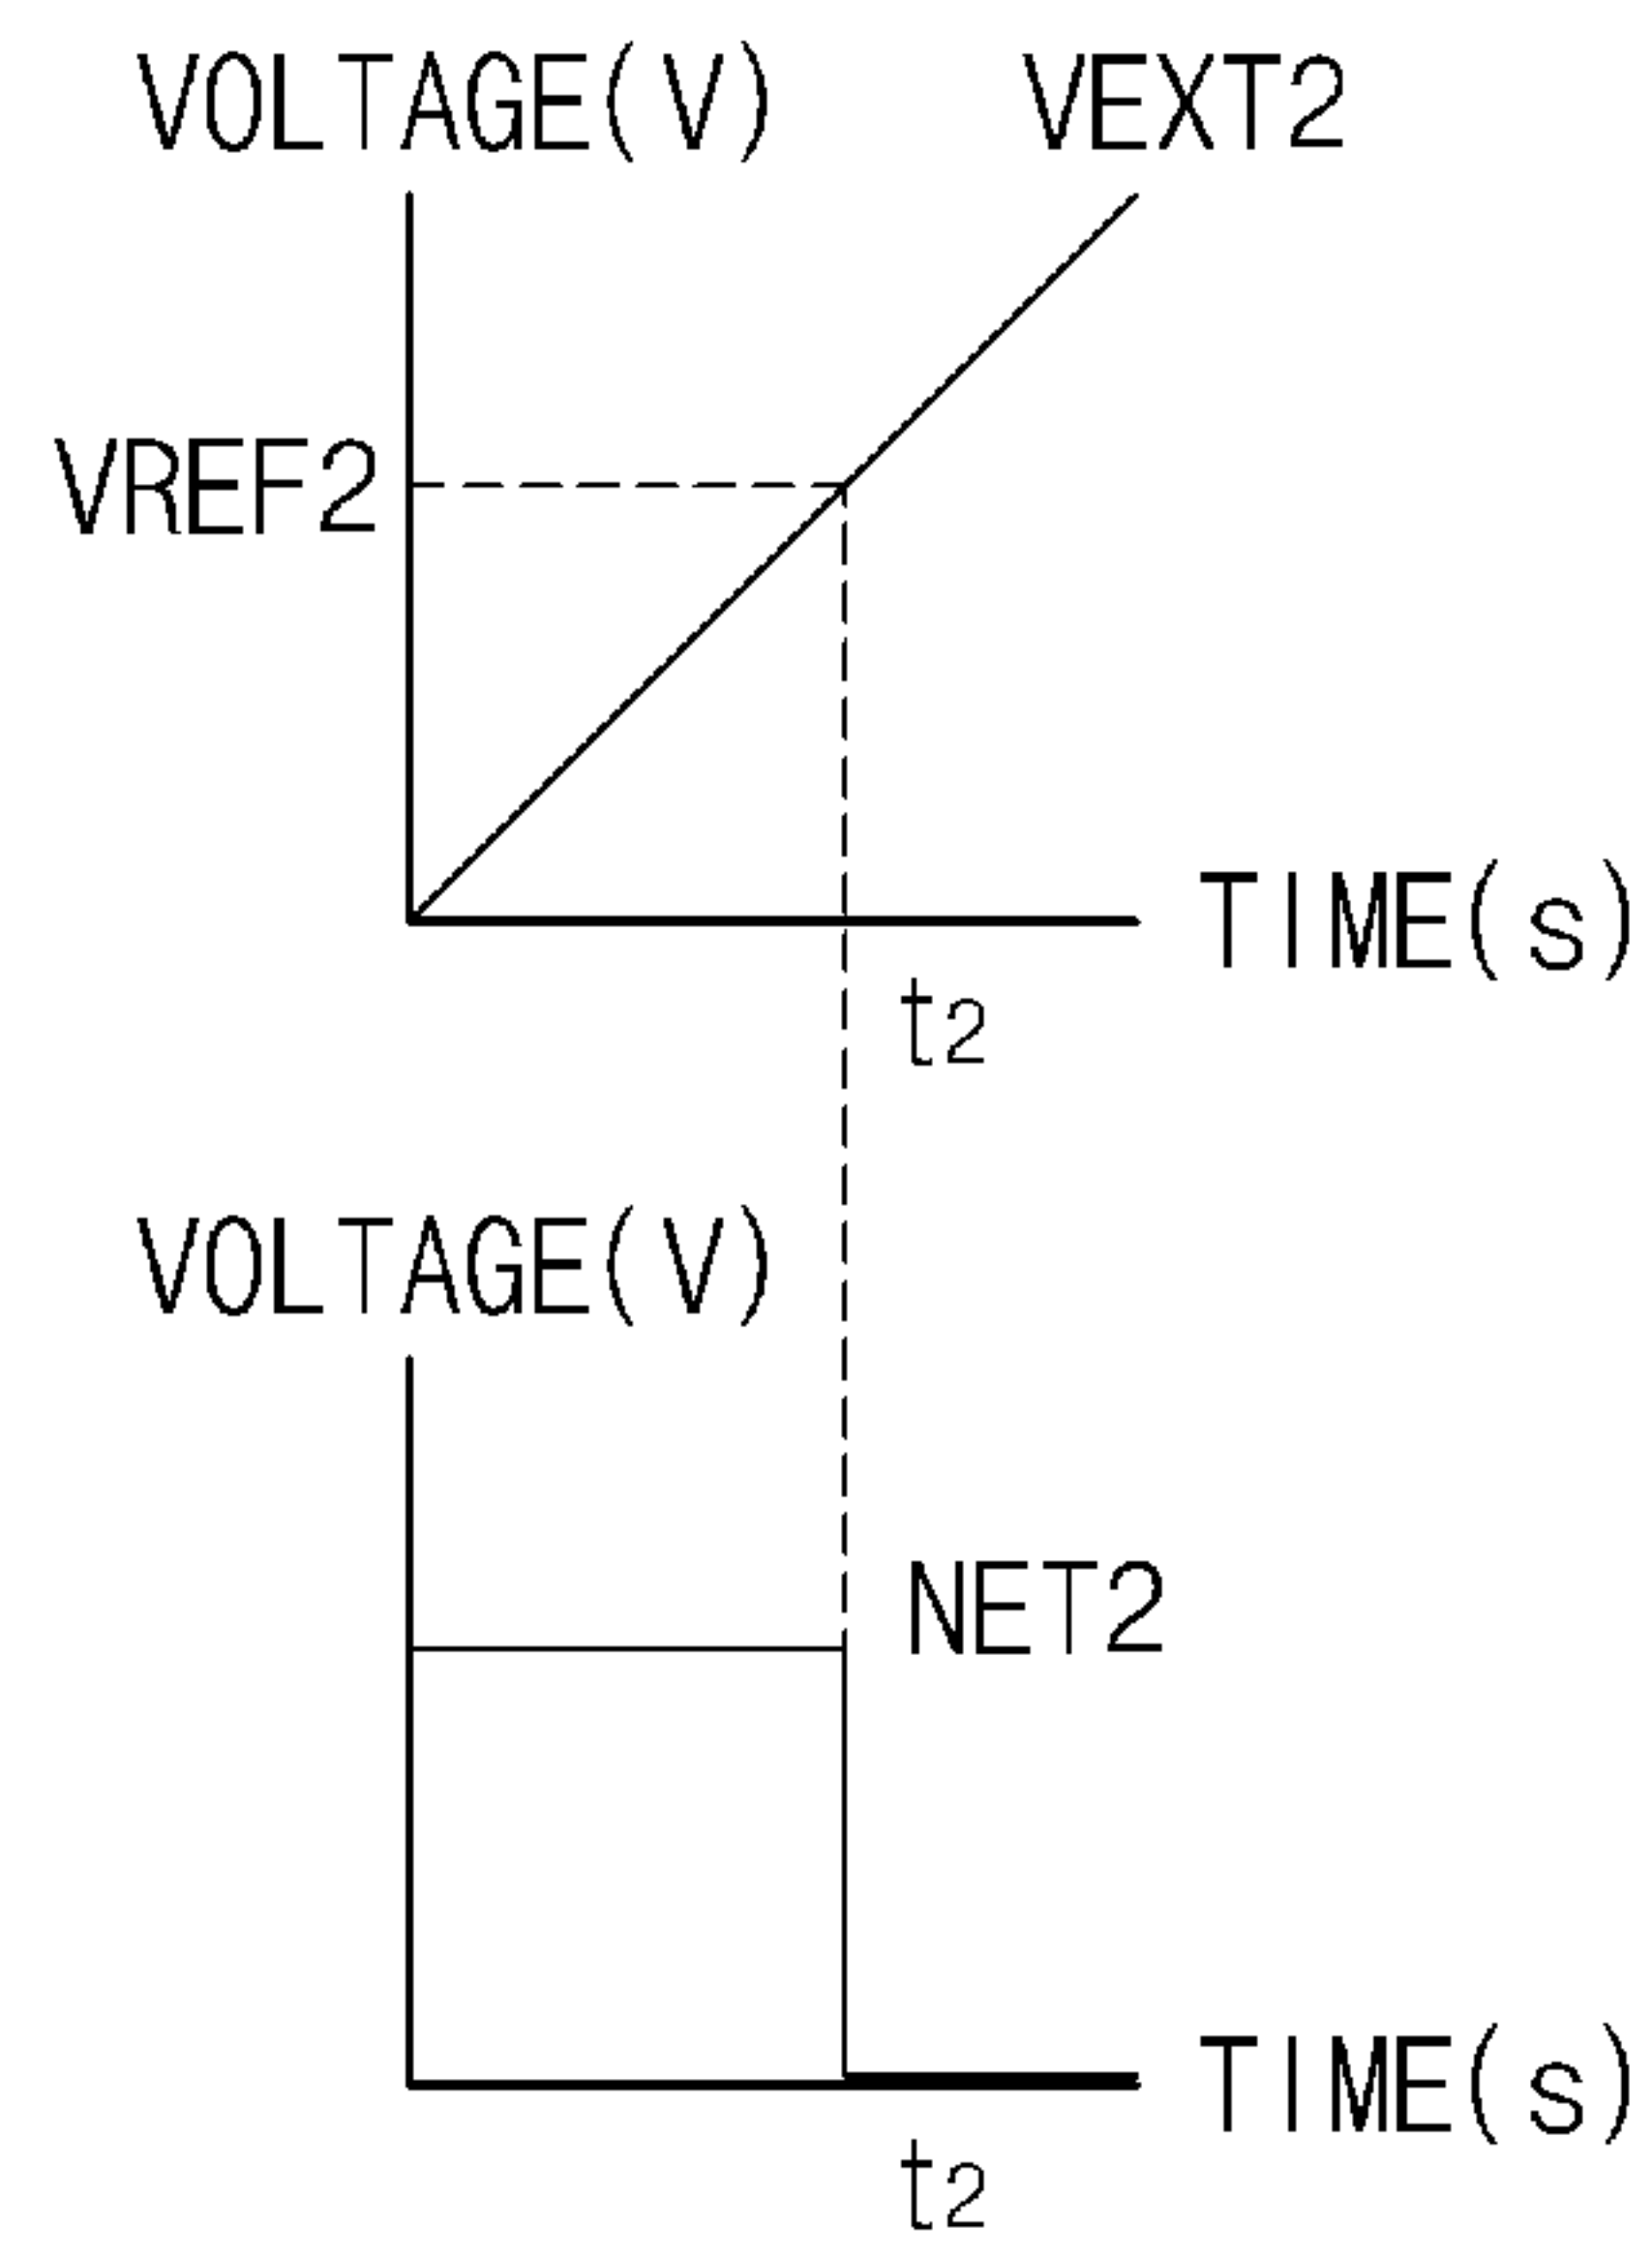 VOLTAGE(V) VEXT2
VREF2
TIME(s)
t2
VOLTAGE(V)
NET2
TIME(s)
t2